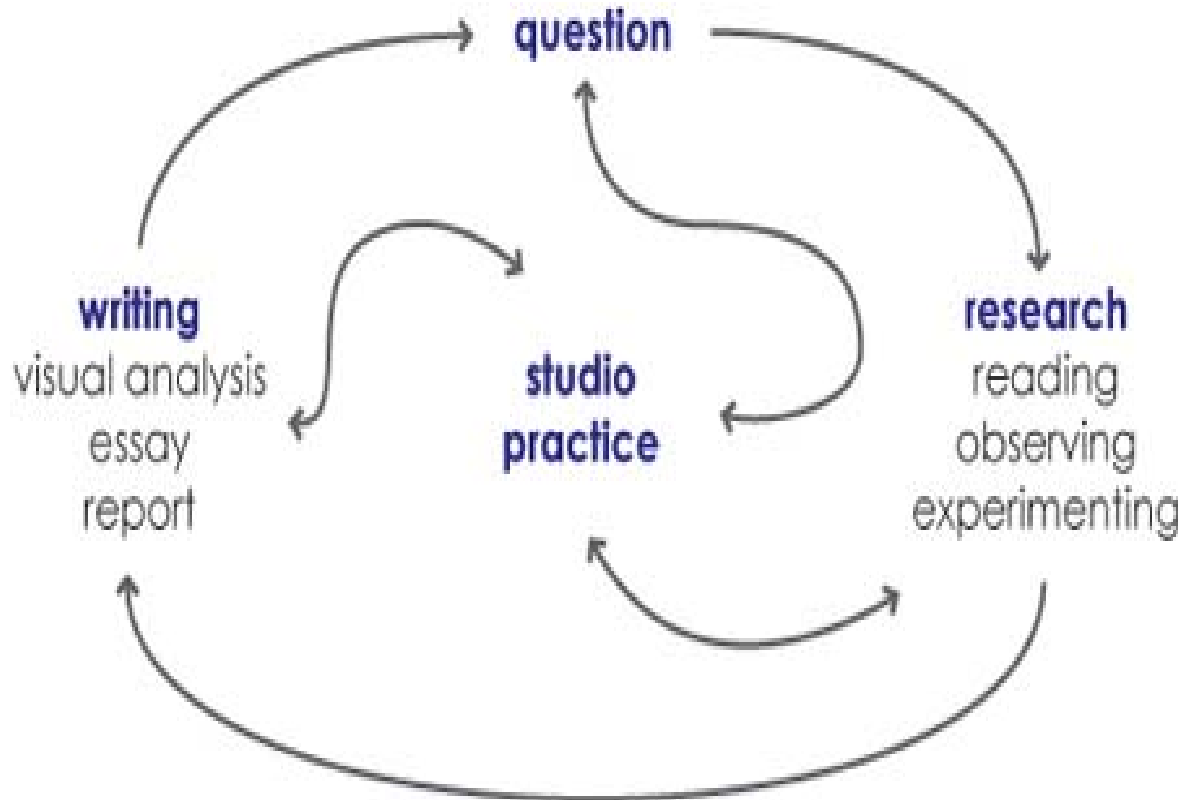 question
writing
visual analysis
essay
report
studio
practice
research
reading
observing
experimenting